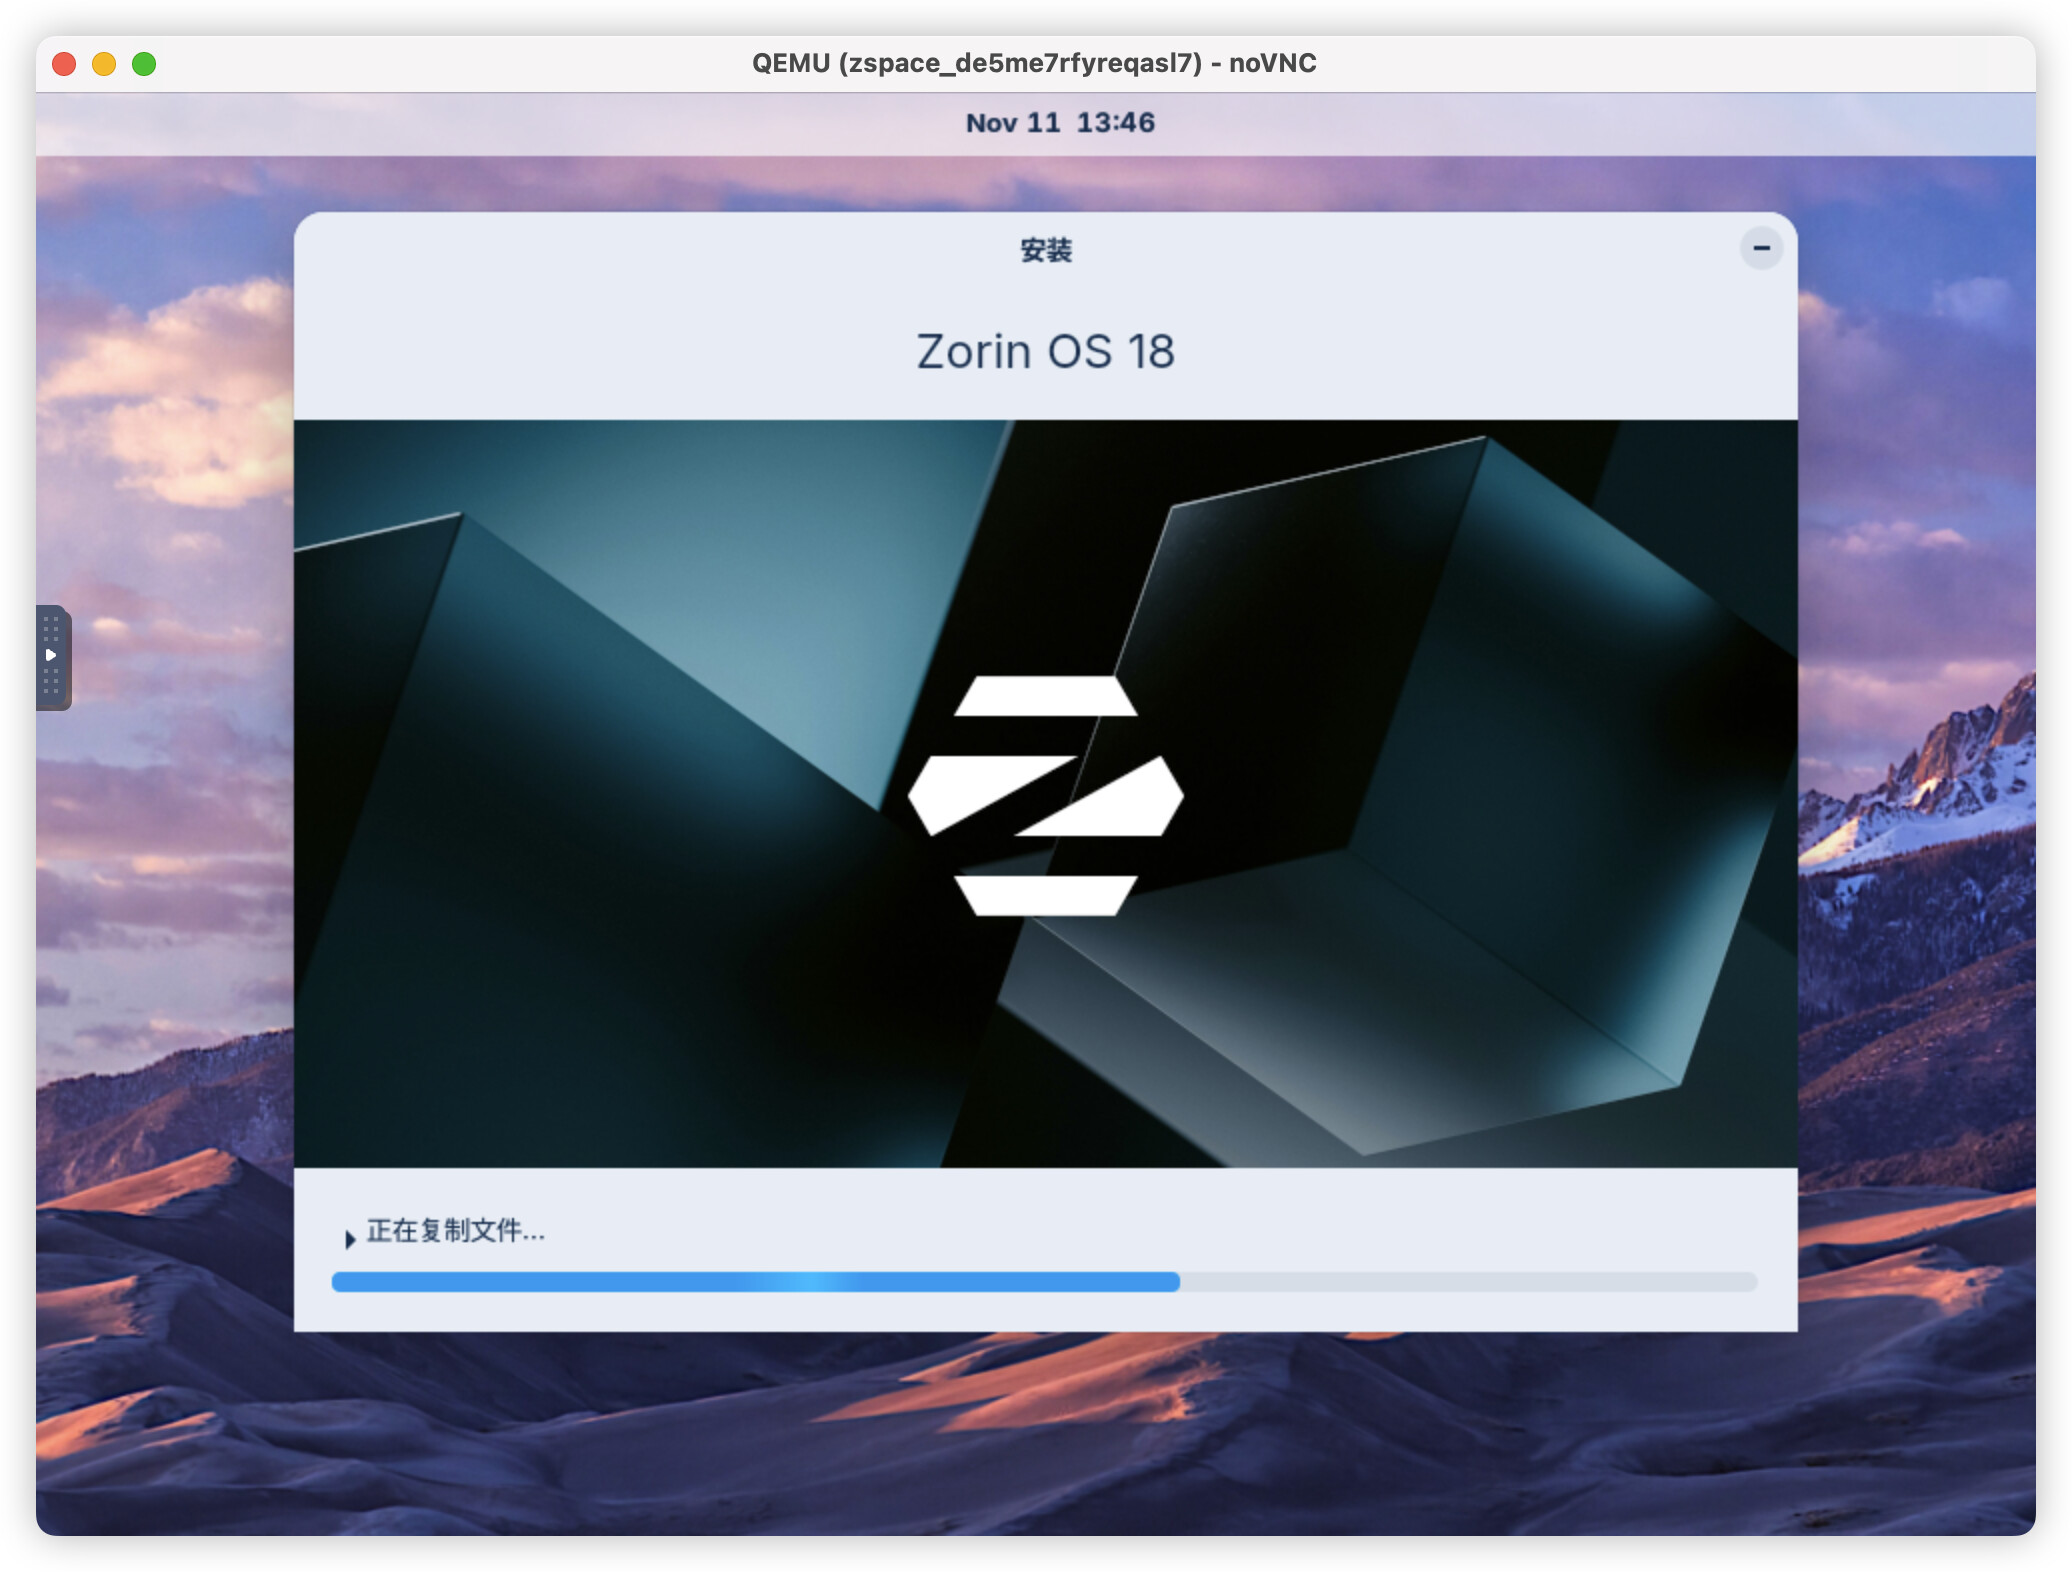 QEMU (zspace_de5me7rfyreqasl7) - noVNC
Nov 11 13:46
安装
Zorin OS 18
正在复制文件...